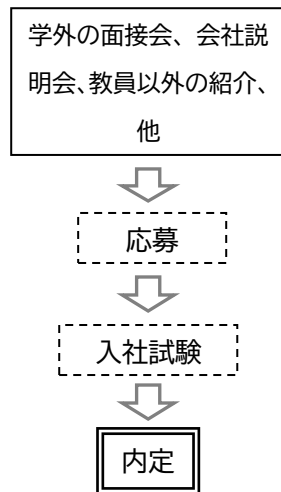 学外の面接会、会社説
明会、教員以外の紹介、
他
応募
入社試験
内定